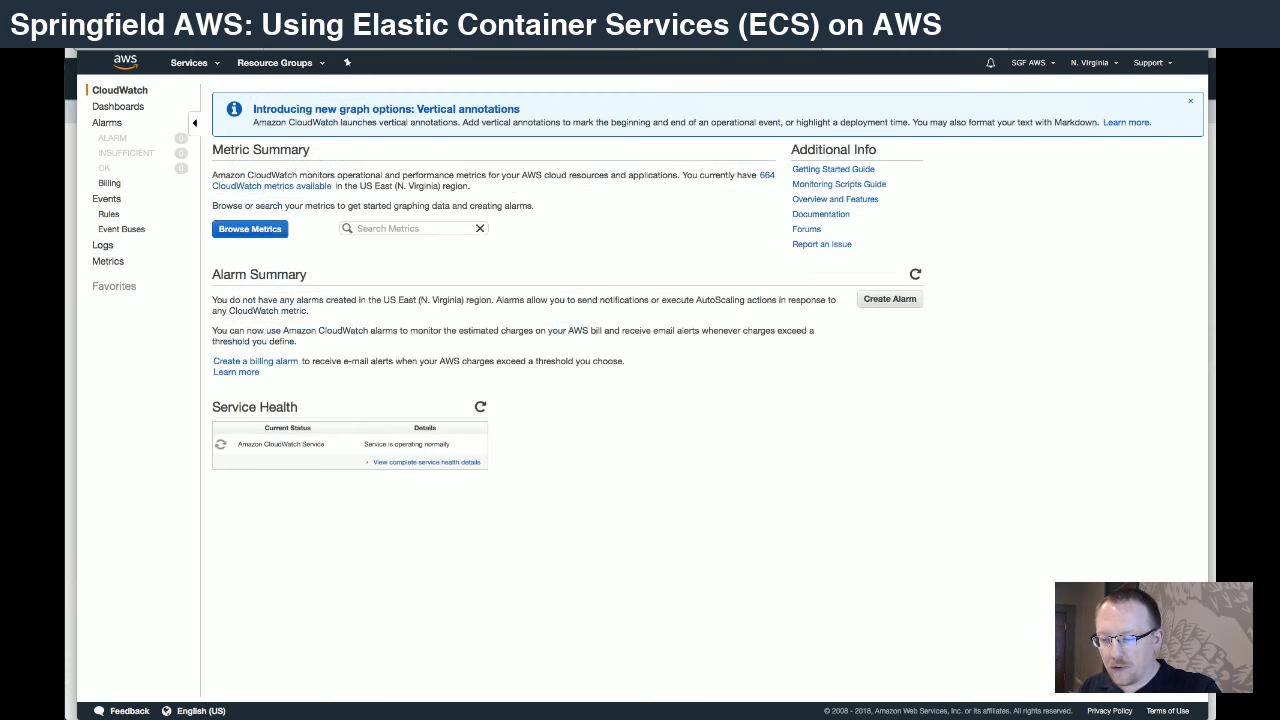 Springfield AWS: Using Elastic Container Services (ECS) on AWS
aws
Services
Resource Groups
SGF AWS
N. Virginia
Support
CloudWatch
Dashboards
Alarms
ALARM 0
INSUFFICIENT 0
OK 0
Billing
Events
Rules
Event Buses
Logs
Metrics
Favorites
Introducing new graph options: Vertical annotations
Amazon CloudWatch launches vertical annotations. Add vertical annotations to mark the beginning and end of an operational event, or highlight a deployment time. You may also format your text with Markdown. Learn more.
Metric Summary
Amazon CloudWatch monitors operational and performance metrics for your AWS cloud resources and applications. You currently have 664
CloudWatch metrics available in the US East (N. Virginia) region.
Browse or search your metrics to get started graphing data and creating alarms.
Browse Metrics
Search Metrics
Additional Info
Getting Started Guide
Monitoring Scripts Guide
Overview and Features
Documentation
Forums
Report an Issue
Alarm Summary
You do not have any alarms created in the US East (N. Virginia) region. Alarms allow you to send notifications or execute AutoScaling actions in response to
any CloudWatch metric.
Create Alarm
You can now use Amazon CloudWatch alarms to monitor the estimated charges on your AWS bill and receive email alerts whenever charges exceed a
threshold you define.
Create a billing alarm to receive e-mail alerts when your AWS charges exceed a threshold you choose.
Learn more
Service Health
Current Status
Details
Amazon CloudWatch Service
Service is operating normally
View complete service health details
Feedback
English (US)
© 2008 - 2018, Amazon Web Services, Inc. or its affiliates. All rights reserved.
Privacy Policy
Terms of Use